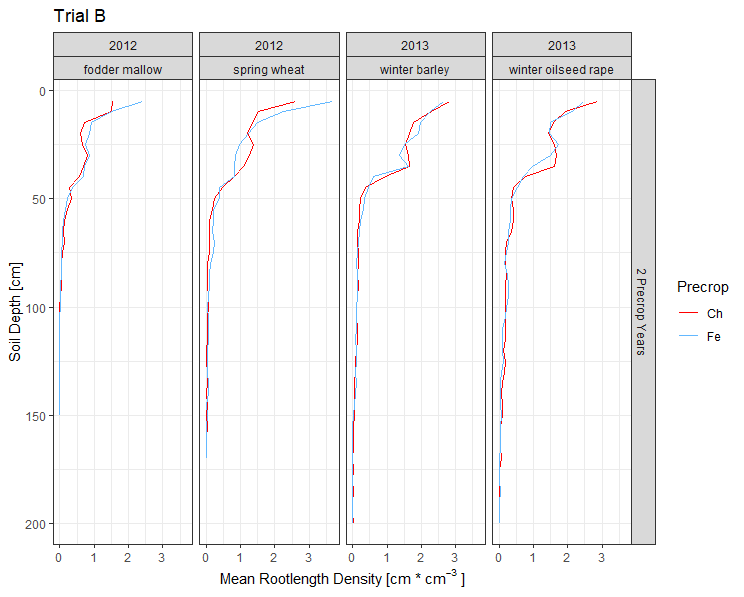 Trial B
2012 2012 2013 2013
fodder mallow spring wheat winter barley winter oilseed rape
0
50
100
150
200
Soil Depth [cm]
2 Precrop Years
Precrop
Ch
Fe
0 1 2 3 0 1 2 3 0 1 2 3 0 1 2 3
Mean Rootlength Density [cm * cm⁻³ ]